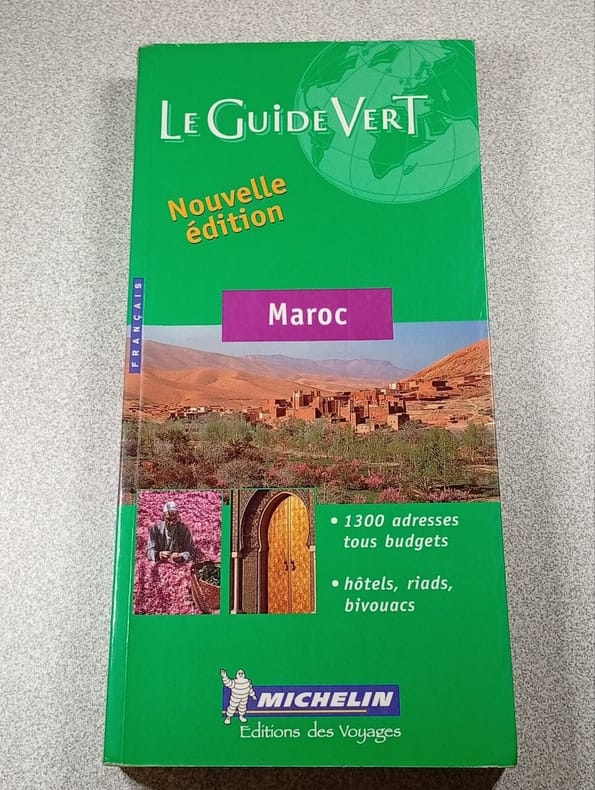 Le Guide Vert
Nouvelle
édition
Maroc
FRANÇAIS
• 1300 adresses
tous budgets
• hôtels, riads,
bivouacs
MICHELIN
Editions des Voyages